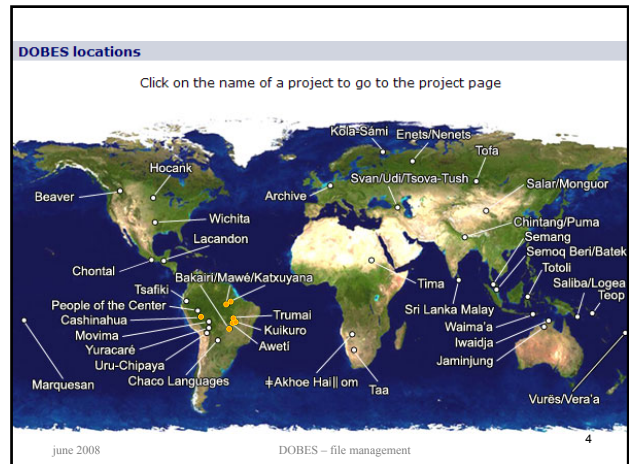 DOBES locations
Click on the name of a project to go to the project page
Kola-Sámi
Enets/Nenets
Tofa
Hocank
Svan/Udi/Tsova-Tush
Beaver
Archive
Salar/Monguor
Wichita
Chintang/Puma
Lacandon
Semang
Semoq Beri/Batek
Chontal
Bakairi/Mawé/Katxuyana
Totoli
Tsafiki
Tima
Saliba/Logea
People of the Center
Trumai
Sri Lanka Malay
Teop
Cashinahua
Kuikuro
Waima'a
Movima
Aweti
Iwaidja
Yuracaré
Jaminjung
Uru-Chipaya
Marquesan
Chaco Languages
ǂAkhoe Haiǁom
Taa
Vurës/Vera'a
4
june 2008
DOBES – file management